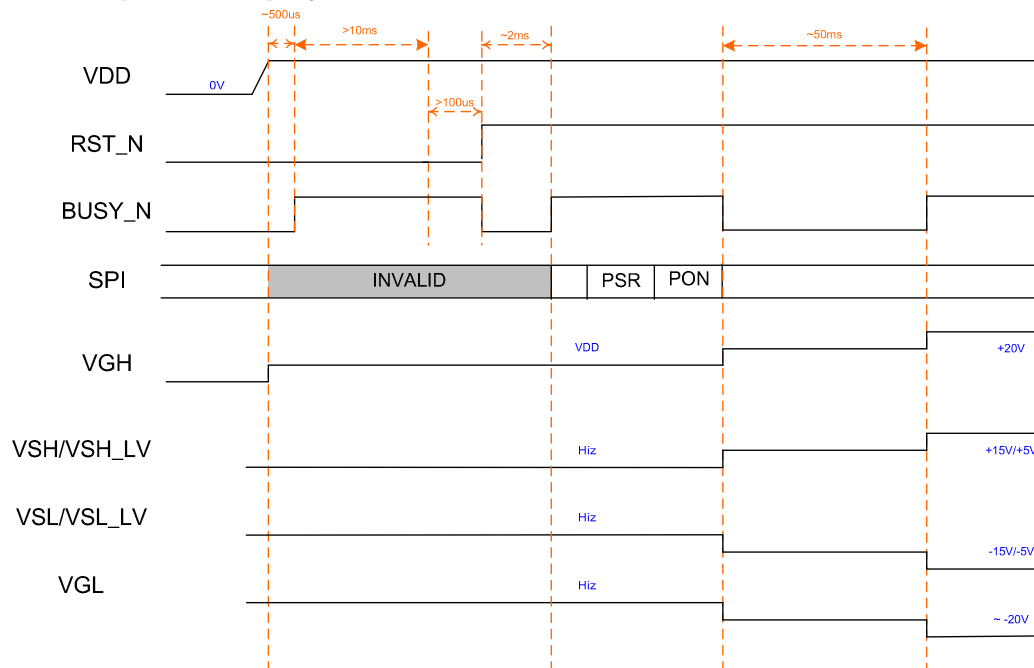 ~500us
>10ms
~2ms
~50ms
VDD
0V
>100us
RST_N
BUSY_N
SPI
INVALID
PSR
PON
VGH
VDD
+20V
VSH/VSH_LV
Hiz
+15V/+5V
VSL/VSL_LV
Hiz
-15V/-5V
VGL
Hiz
~ -20V